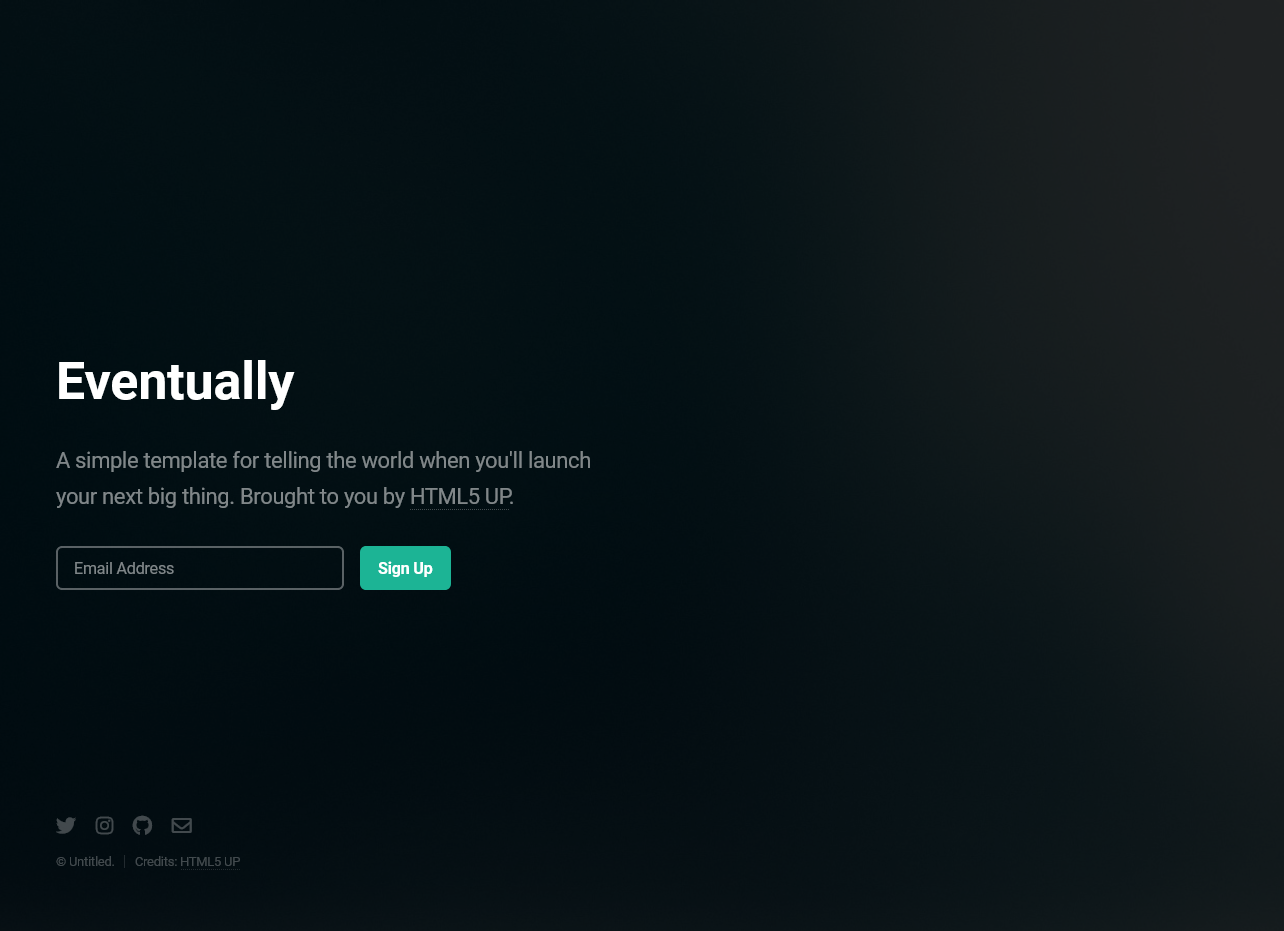 Eventually
A simple template for telling the world when you'll launch
your next big thing. Brought to you by HTML5 UP.
Email Address
Sign Up
© Untitled.
Credits: HTML5 UP